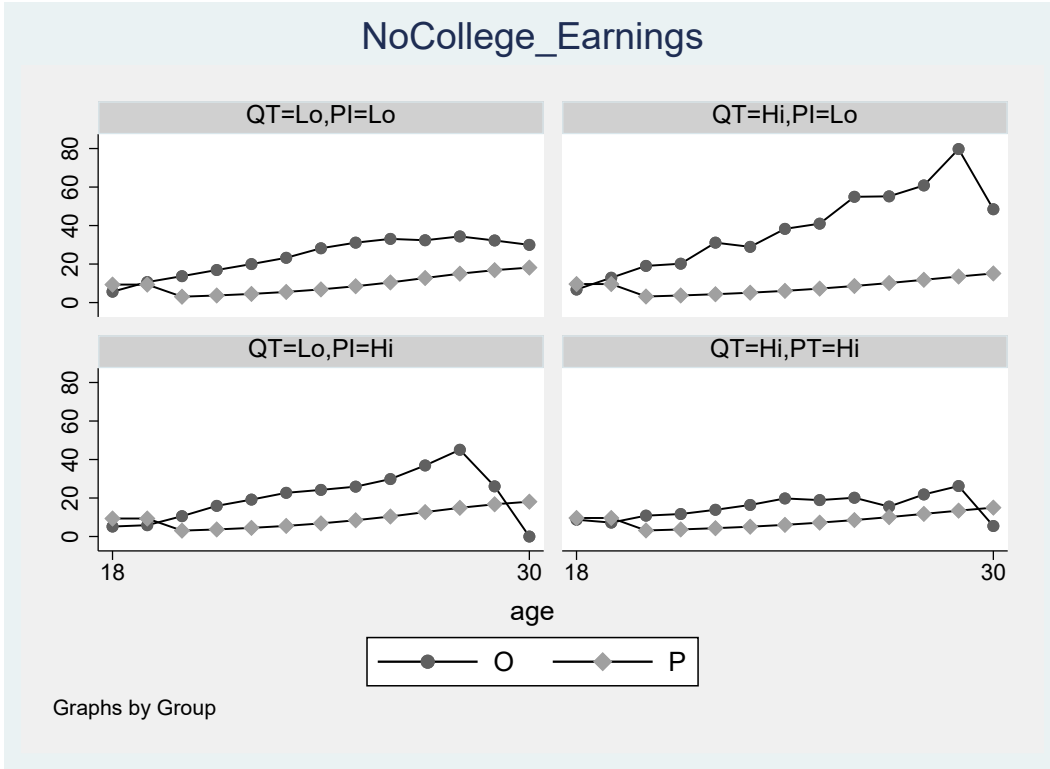 NoCollege_Earnings
QT=Lo,PI=Lo
QT=Hi,PI=Lo
80
60
40
20
0
QT=Lo,PI=Hi
QT=Hi,PT=Hi
80
60
40
20
0
18 30 18 30
age
O P
Graphs by Group